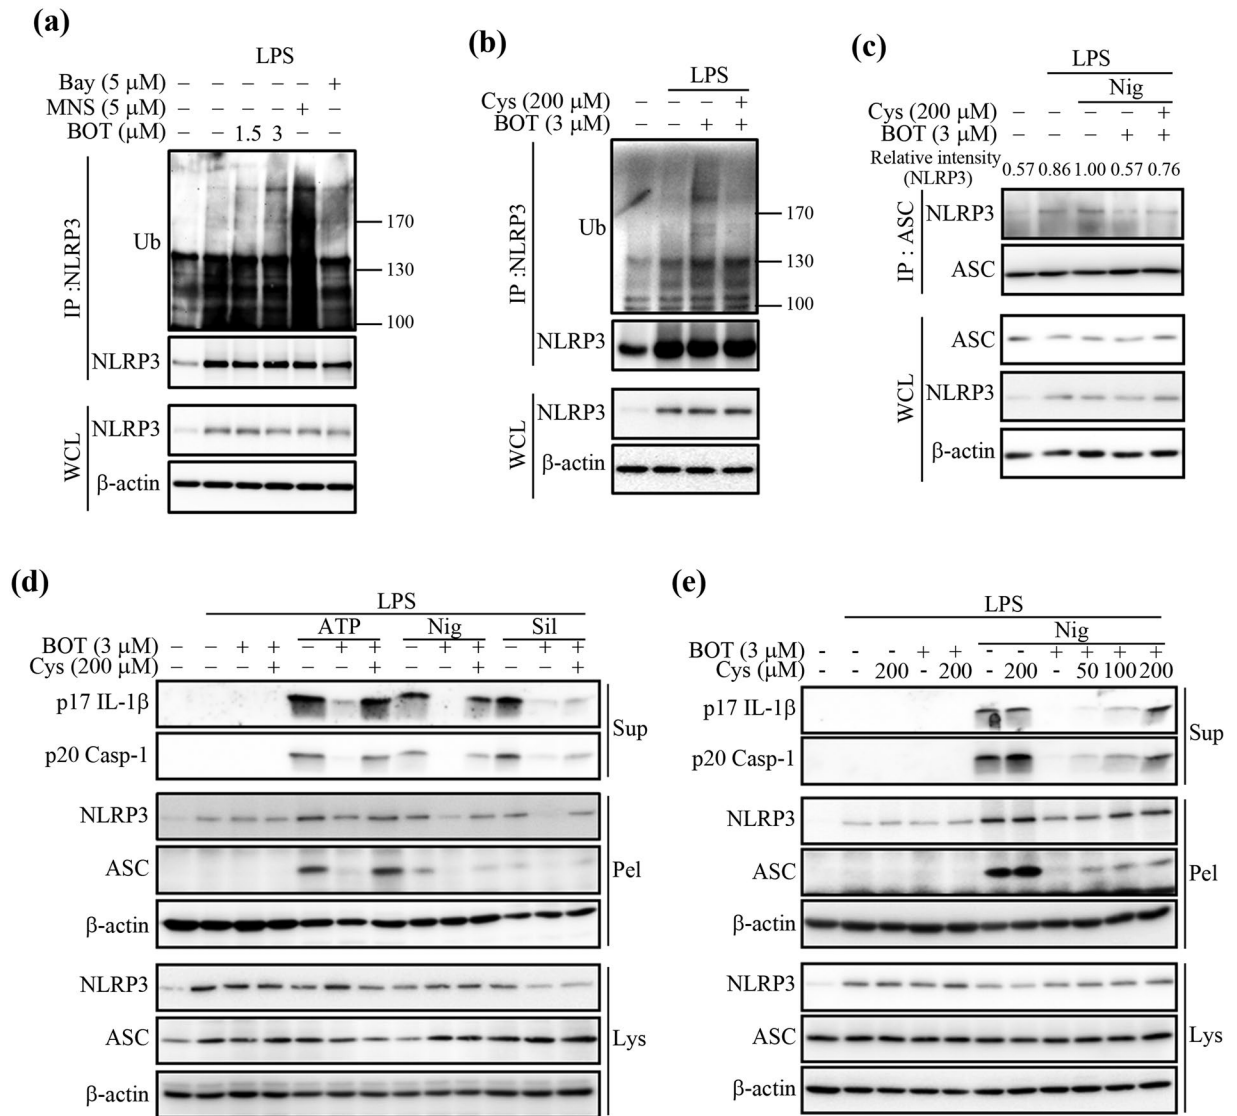 (a)
LPS
Bay (5 μM) – – – – – +
MNS (5 μM) – – – – + –
BOT (μM) – – 1.5 3 – –
IP :NLRP3
Ub
170
130
100
NLRP3
WCL
NLRP3
β-actin
(b)
LPS
Cys (200 μM) – – – +
BOT (3 μM) – – + +
IP :NLRP3
Ub
170
130
100
NLRP3
WCL
NLRP3
β-actin
(c)
LPS
Nig
Cys (200 μM) – – – – +
BOT (3 μM) – – – + +
Relative intensity
(NLRP3)
0.57 0.86 1.00 0.57 0.76
IP : ASC
NLRP3
ASC
WCL
ASC
NLRP3
β-actin
(d)
LPS
ATP Nig Sil
BOT (3 μM) – – + + – + + – + + – + +
Cys (200 μM) – – – + – – + – – + – – +
p17 IL-1β
p20 Casp-1
Sup
NLRP3
ASC
β-actin
Pel
NLRP3
ASC
β-actin
Lys
(e)
LPS
Nig
BOT (3 μM) - - - + + - - + + + +
Cys (μM) - - 200 - 200 - 200 - 50 100 200
p17 IL-1β
p20 Casp-1
Sup
NLRP3
ASC
β-actin
Pel
NLRP3
ASC
β-actin
Lys